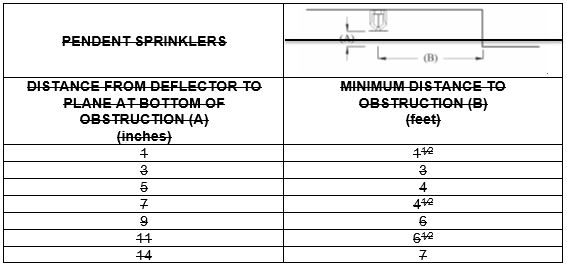 PENDENT SPRINKLERS
(A)
(B)
DISTANCE FROM DEFLECTOR TO
PLANE AT BOTTOM OF
OBSTRUCTION (A)
(inches)
MINIMUM DISTANCE TO
OBSTRUCTION (B)
(feet)
1 1 1/2
3 3
5 4
7 4 1/2
9 6
11 6 1/2
14 7